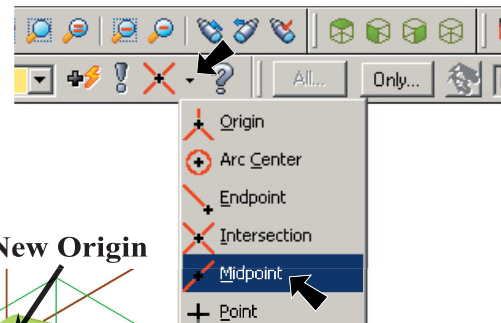 All... Only...
Origin
Arc Center
Endpoint
Intersection
New Origin
Midpoint
Point